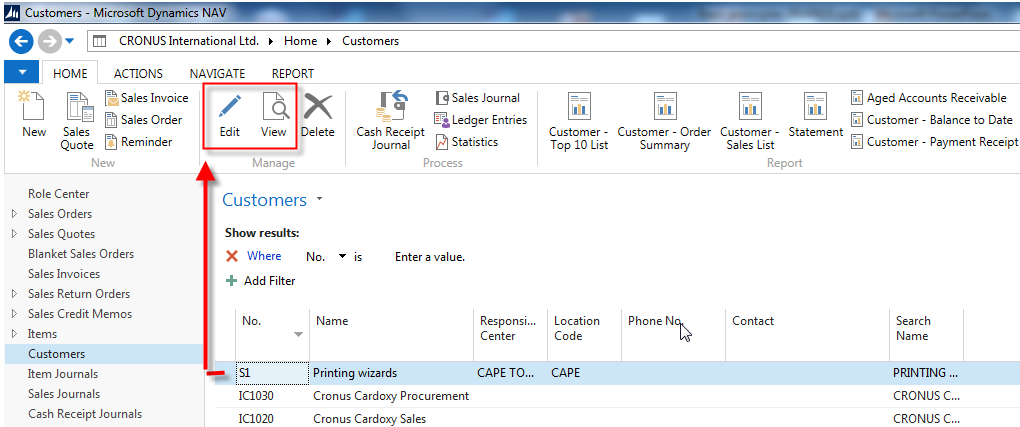 Customers - Microsoft Dynamics NAV
CRONUS International Ltd. Home Customers
HOME ACTIONS NAVIGATE REPORT
New
Sales Quote
Sales Invoice
Sales Order
Reminder
New
Edit
View
Delete
Manage
Cash Receipt Journal
Sales Journal
Ledger Entries
Statistics
Process
Customer - Top 10 List
Customer - Order Summary
Customer - Sales List
Statement
Aged Accounts Receivable
Customer - Balance to Date
Customer - Payment Receipt
Report
Role Center
Sales Orders
Sales Quotes
Blanket Sales Orders
Sales Invoices
Sales Return Orders
Sales Credit Memos
Items
Customers
Item Journals
Sales Journals
Cash Receipt Journals
Customers
Show results:
Where No. is Enter a value.
Add Filter
No. Name Responsi... Center Location Code Phone No. Contact Search Name
S1 Printing wizards CAPE TO... CAPE PRINTING ...
IC1030 Cronus Cardoxy Procurement CRONUS C...
IC1020 Cronus Cardoxy Sales CRONUS C...